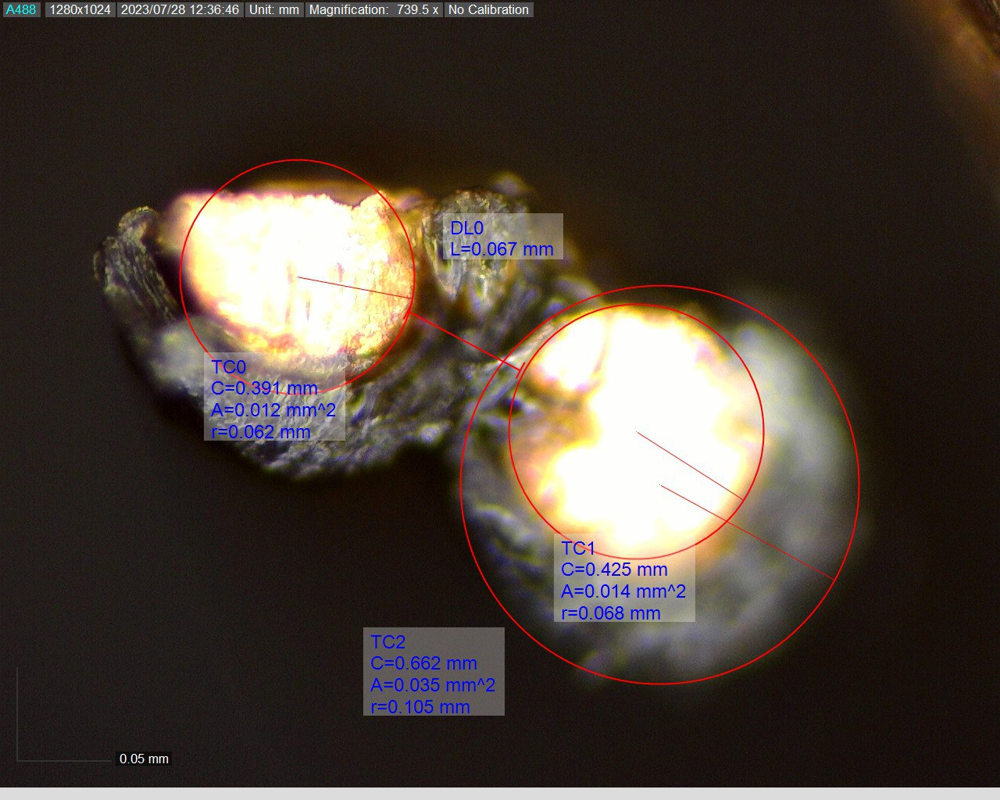 A488 1280x1024 2023/07/28 12:36:46 Unit: mm Magnification: 739.5 x No Calibration
DL0
L=0.067 mm
TC0
C=0.391 mm
A=0.012 mm^2
r=0.062 mm
TC1
C=0.425 mm
A=0.014 mm^2
r=0.068 mm
TC2
C=0.662 mm
A=0.035 mm^2
r=0.105 mm
0.05 mm